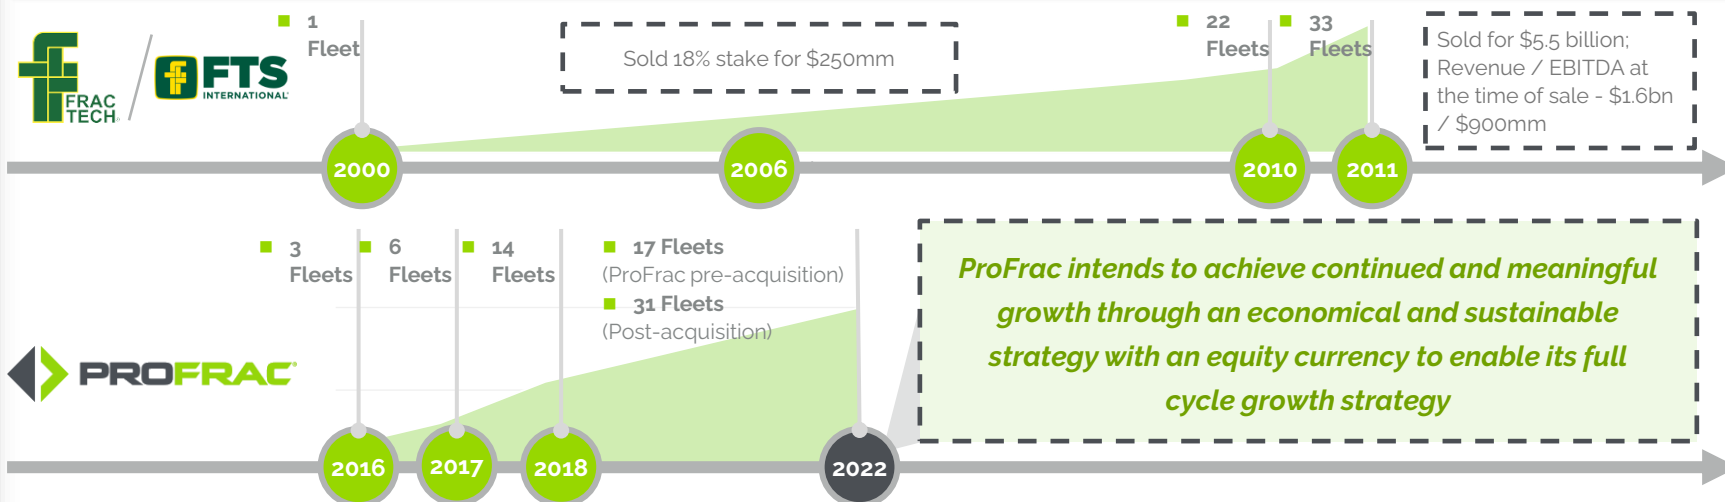 1
Fleet
22
Fleets
33
Fleets
Sold 18% stake for $250mm
Sold for $5.5 billion;
Revenue / EBITDA at
the time of sale - $1.6bn
/ $900mm
FRAC
TECH
FTS
INTERNATIONAL
2000
2006
2010
2011
3
Fleets
6
Fleets
14
Fleets
17 Fleets
(ProFrac pre-acquisition)
31 Fleets
(Post-acquisition)
ProFrac intends to achieve continued and meaningful
growth through an economical and sustainable
strategy with an equity currency to enable its full
cycle growth strategy
PROFRAC
2016
2017
2018
2022